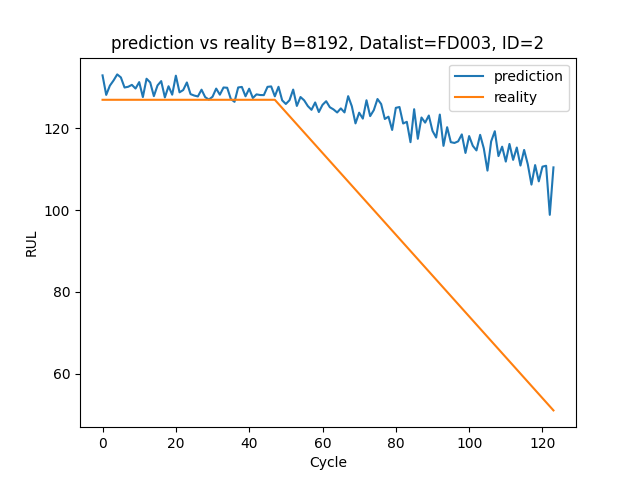 prediction vs reality B=8192, Datalist=FD003, ID=2
prediction
reality
RUL
120
100
80
60
0 20 40 60 80 100 120
Cycle